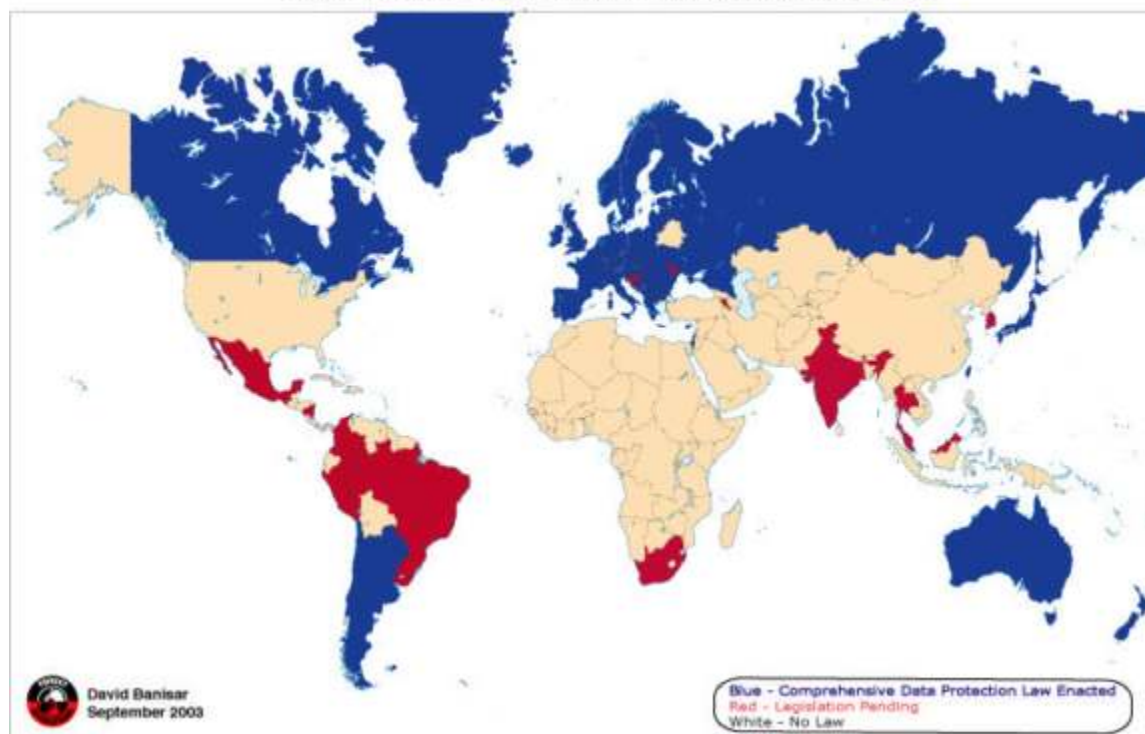 David Banisar
September 2003
Blue - Comprehensive Data Protection Law Enacted
Red - Legislation Pending
White - No Law